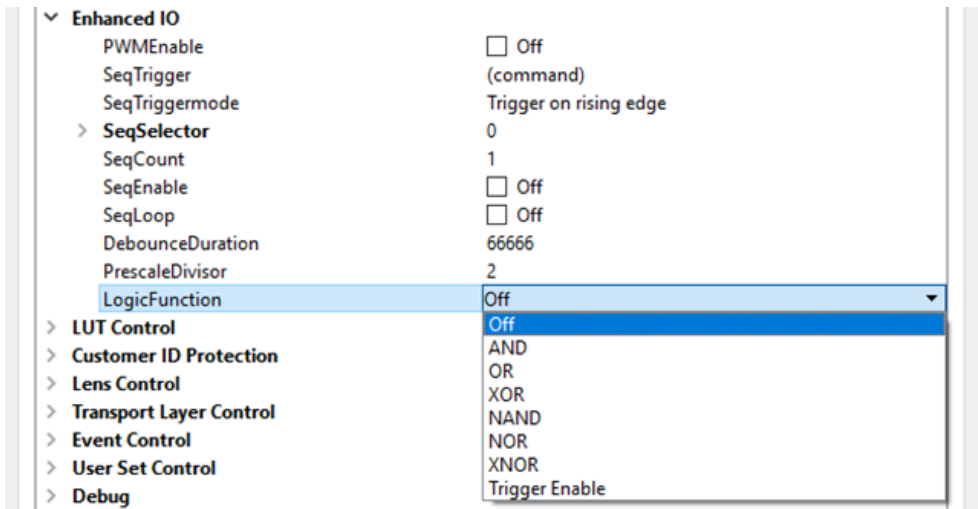 Enhanced IO
PWMEnable Off
SeqTrigger (command)
SeqTriggermode Trigger on rising edge
SeqSelector 0
SeqCount 1
SeqEnable Off
SeqLoop Off
DebounceDuration 66666
PrescaleDivisor 2
LogicFunction Off
LUT Control Off
Customer ID Protection AND
Lens Control OR
Transport Layer Control XOR
Event Control NAND
User Set Control NOR
Debug XNOR
Trigger Enable